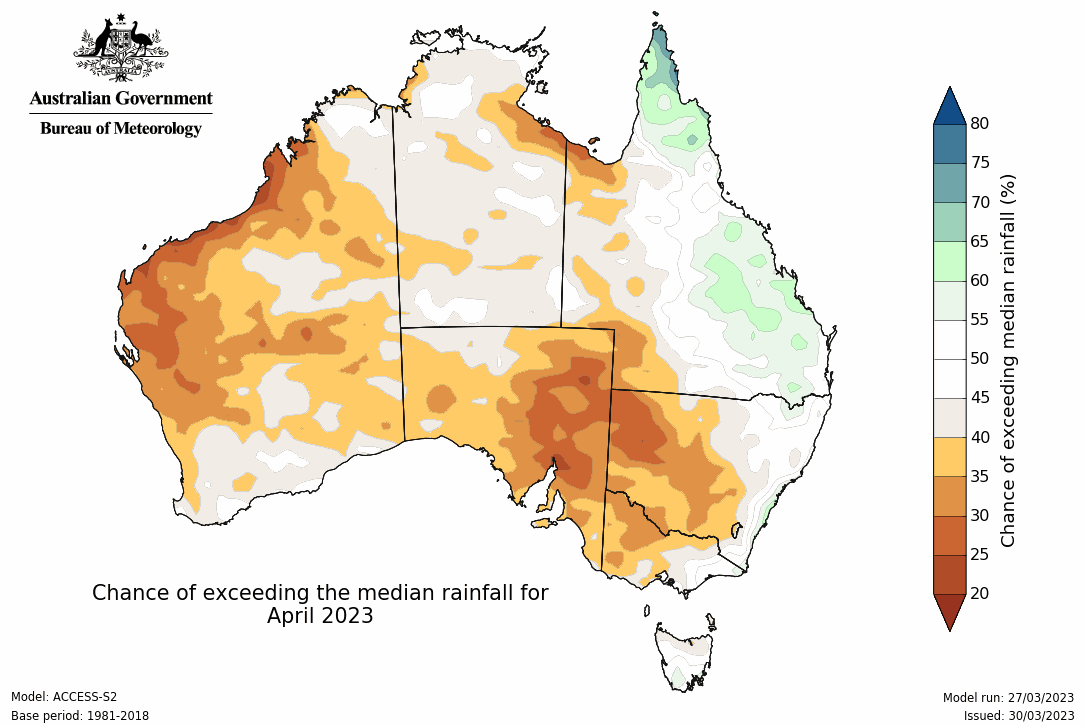 Australian Government
Bureau of Meteorology
80
75
70
65
60
55
50
45
40
35
30
25
20
Chance of exceeding median rainfall (%)
Chance of exceeding the median rainfall for
April 2023
Model: ACCESS-S2
Base period: 1981-2018
Model run: 27/03/2023
Issued: 30/03/2023